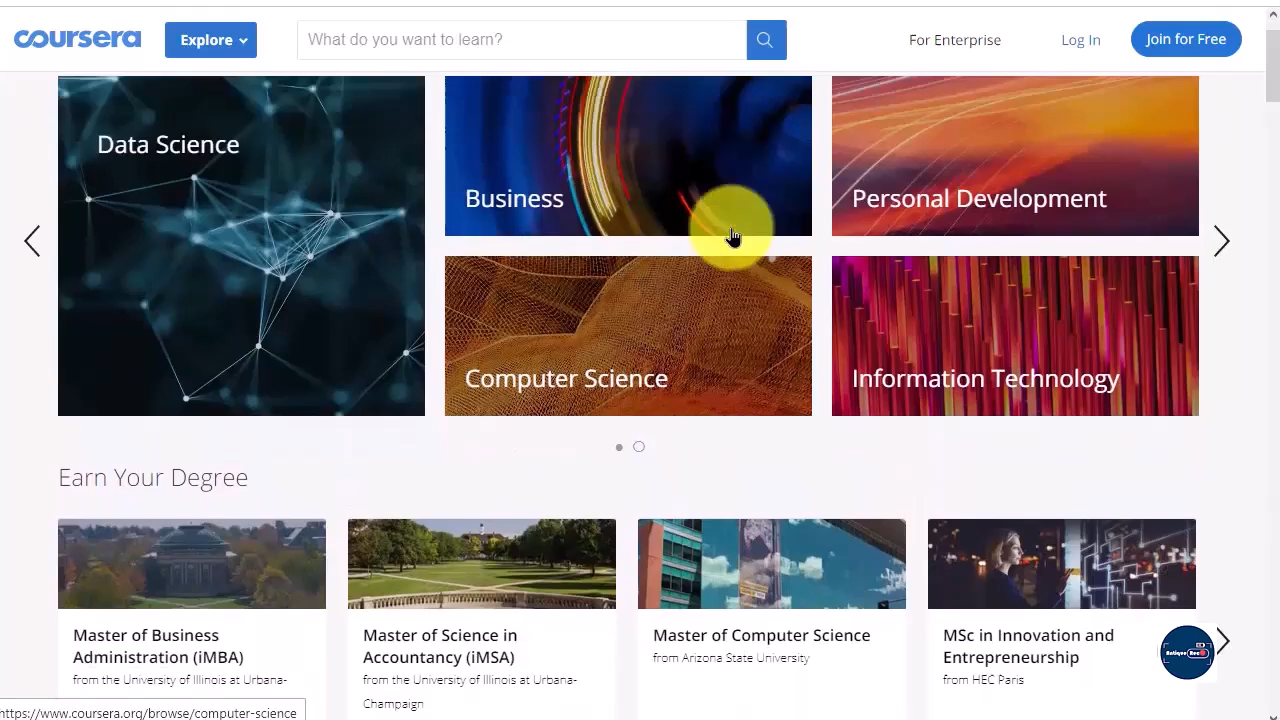 coursera
Explore
What do you want to learn?
For Enterprise
Log In
Join for Free
Data Science
Business
Personal Development
Computer Science
Information Technology
Earn Your Degree
Master of Business
Administration (iMBA)
from the University of Illinois at Urbana-
Master of Science in
Accountancy (iMSA)
from the University of Illinois at Urbana-
Champaign
Master of Computer Science
from Arizona State University
MSc in Innovation and
Entrepreneurship
from HEC Paris
https://www.coursera.org/browse/computer-science